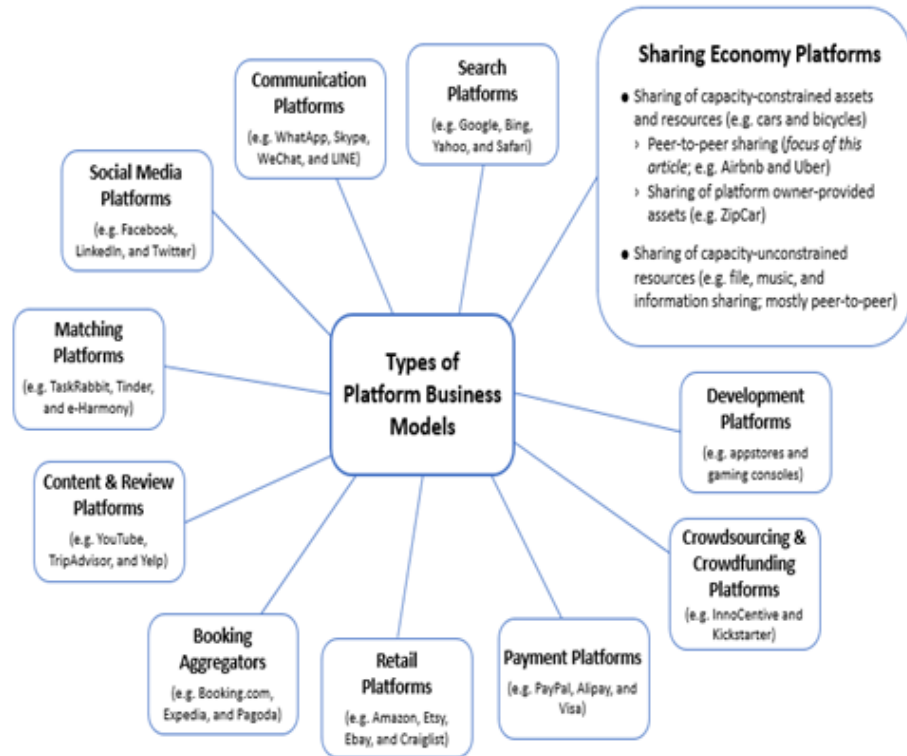 Types of
Platform Business
Models
Search
Platforms
(e.g. Google, Bing,
Yahoo, and Safari)
Sharing Economy Platforms
● Sharing of capacity-constrained assets
and resources (e.g. cars and bicycles)
› Peer-to-peer sharing (focus of this
article; e.g. Airbnb and Uber)
› Sharing of platform owner-provided
assets (e.g. ZipCar)
● Sharing of capacity-unconstrained
resources (e.g. file, music, and
information sharing; mostly peer-to-peer)
Development
Platforms
(e.g. appstores and
gaming consoles)
Crowdsourcing &
Crowdfunding
Platforms
(e.g. InnoCentive and
Kickstarter)
Payment Platforms
(e.g. PayPal, Alipay, and
Visa)
Retail
Platforms
(e.g. Amazon, Etsy,
Ebay, and Craiglist)
Booking
Aggregators
(e.g. Booking.com,
Expedia, and Pagoda)
Content & Review
Platforms
(e.g. YouTube,
TripAdvisor, and Yelp)
Matching
Platforms
(e.g. TaskRabbit, Tinder,
and e-Harmony)
Social Media
Platforms
(e.g. Facebook,
LinkedIn, and Twitter)
Communication
Platforms
(e.g. WhatApp, Skype,
WeChat, and LINE)